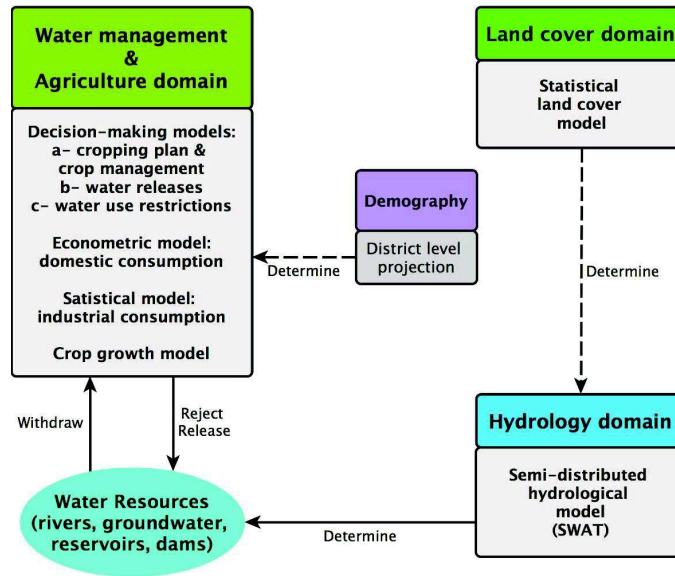 Water management
&
Agriculture domain
Decision-making models:
a- cropping plan &
crop management
b- water releases
c- water use restrictions
Econometric model:
domestic consumption
Satistical model:
industrial consumption
Crop growth model
Land cover domain
Statistical
land cover
model
Demography
District level
projection
Determine
Determine
Withdraw
Reject
Release
Hydrology domain
Semi-distributed
hydrological
model
(SWAT)
Water Resources
(rivers, groundwater,
reservoirs, dams)
Determine